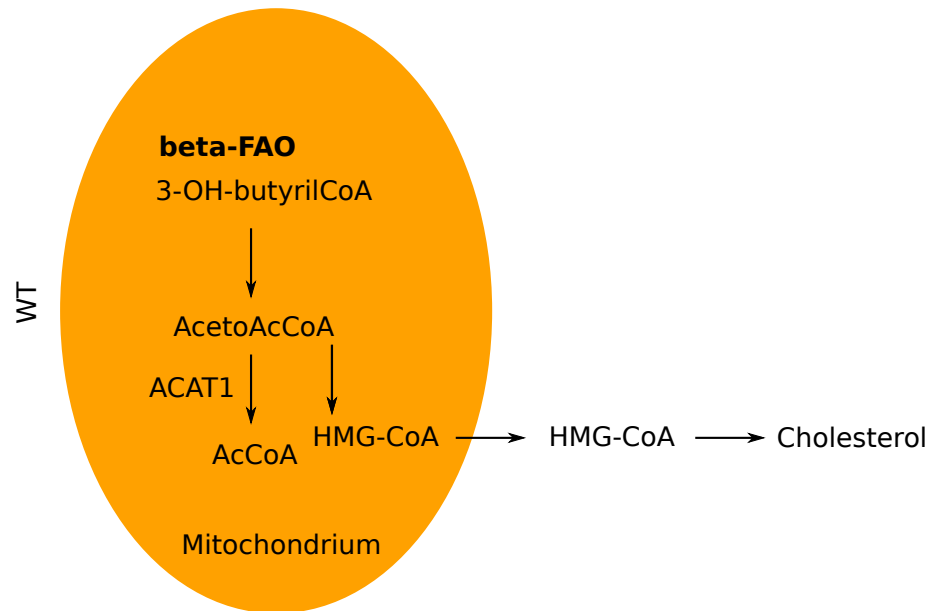 WT
beta-FAO
3-OH-butyrilCoA
AcetoAcCoA
ACAT1
AcCoA
HMG-CoA
HMG-CoA
Cholesterol
Mitochondrium